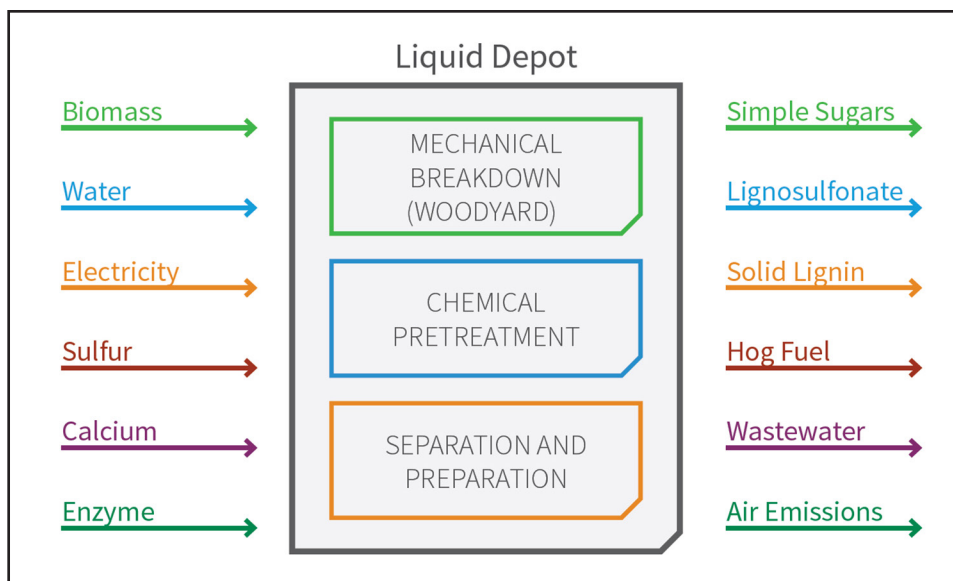 Liquid Depot
Biomass
Water
Electricity
Sulfur
Calcium
Enzyme
MECHANICAL
BREAKDOWN
(WOODYARD)
CHEMICAL
PRETREATMENT
SEPARATION AND
PREPARATION
Simple Sugars
Lignosulfonate
Solid Lignin
Hog Fuel
Wastewater
Air Emissions